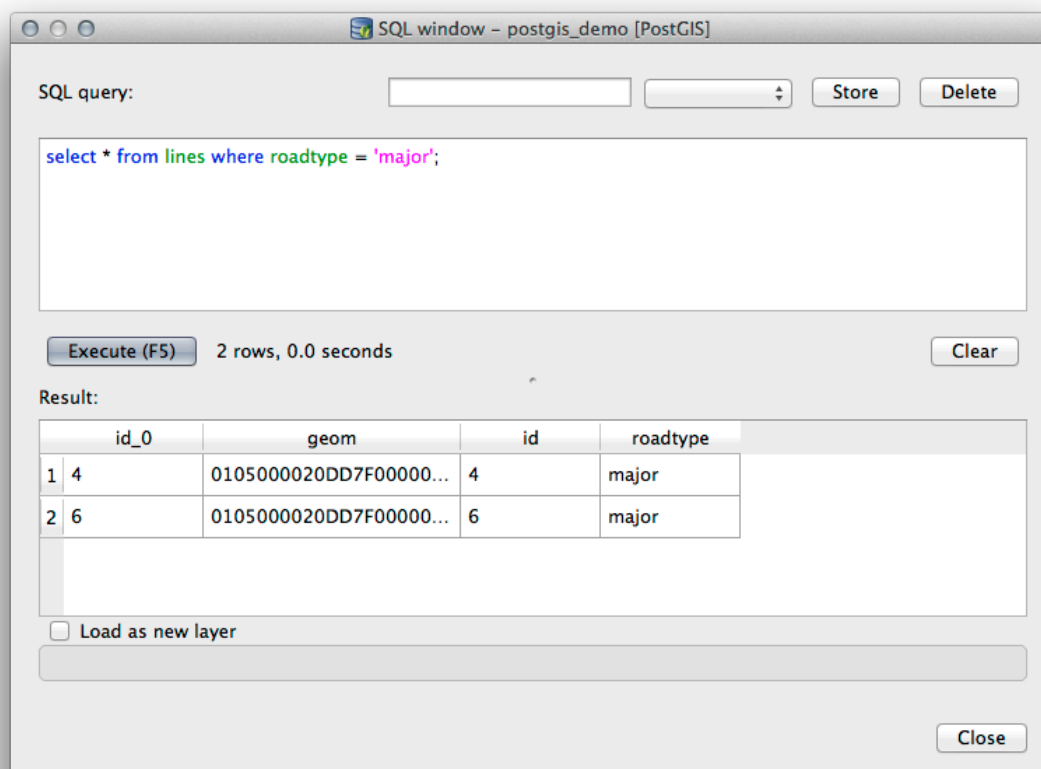 SQL window – postgis_demo [PostGIS]
SQL query:
Store
Delete
select * from lines where roadtype = 'major';
Execute (F5)
2 rows, 0.0 seconds
Clear
Result:
id_0 geom id roadtype
1 4 0105000020DD7F00000... 4 major
2 6 0105000020DD7F00000... 6 major
Load as new layer
Close